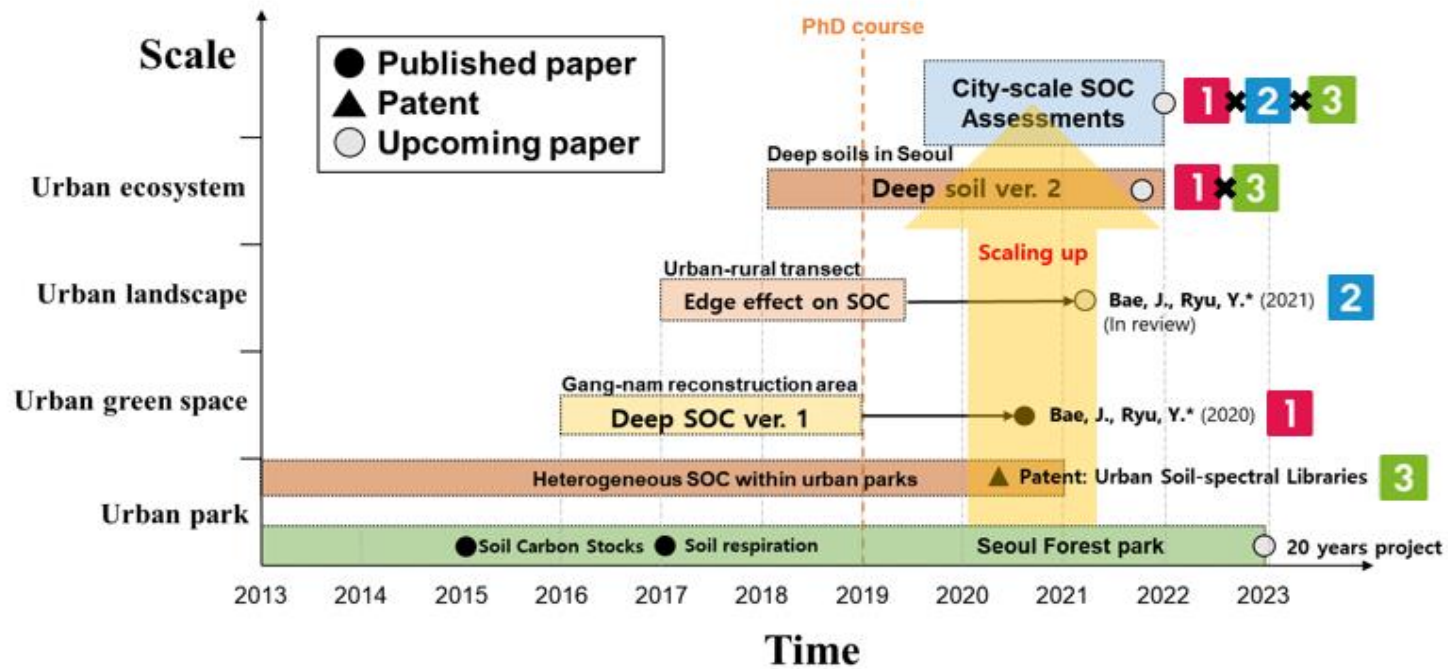 Scale
Published paper
Patent
Upcoming paper
PhD course
City-scale SOC
Assessments
1 2 3
Urban ecosystem
Deep soils in Seoul
Deep soil ver. 2
1 3
Scaling up
Urban landscape
Urban-rural transect
Edge effect on SOC
Bae, J., Ryu, Y.* (2021)
(In review)
2
Urban green space
Gang-nam reconstruction area
Deep SOC ver. 1
Bae, J., Ryu, Y.* (2020)
1
Urban park
Heterogeneous SOC within urban parks
Patent: Urban Soil-spectral Libraries
3
Soil Carbon Stocks
Soil respiration
Seoul Forest park
20 years project
2013 2014 2015 2016 2017 2018 2019 2020 2021 2022 2023
Time